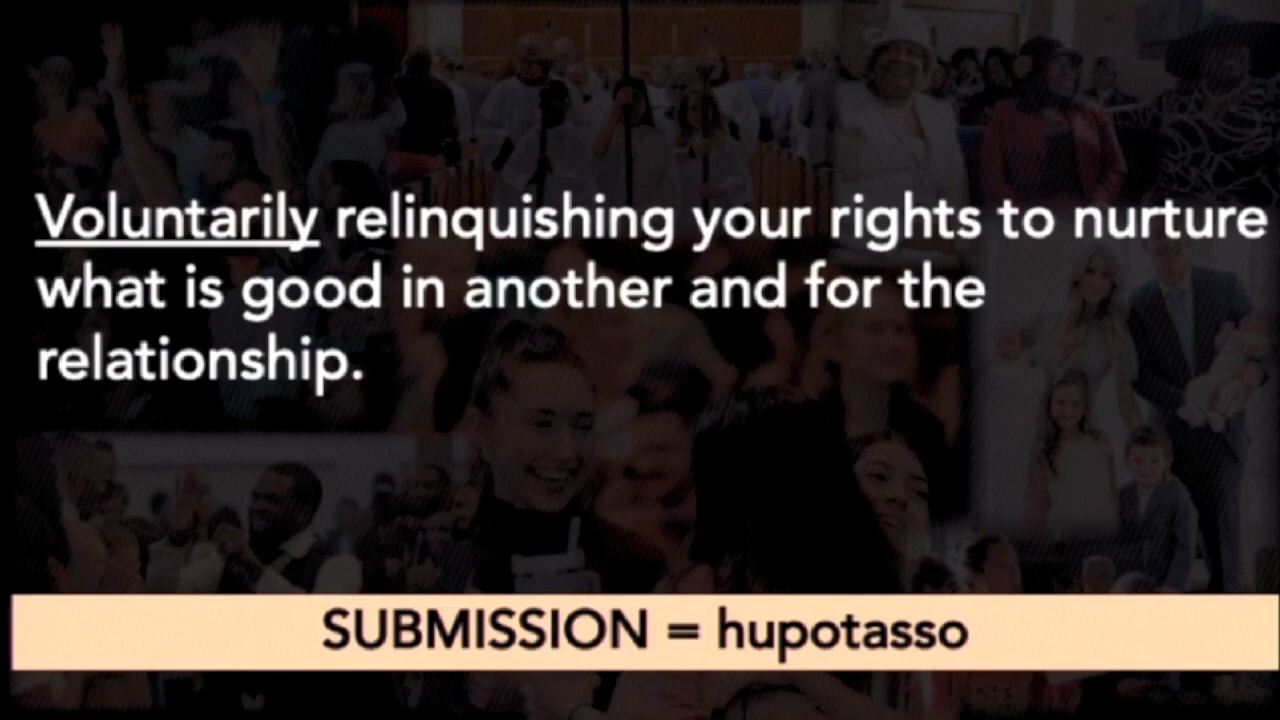 Voluntarily relinquishing your rights to nurture
what is good in another and for the
relationship.
SUBMISSION = hupotasso